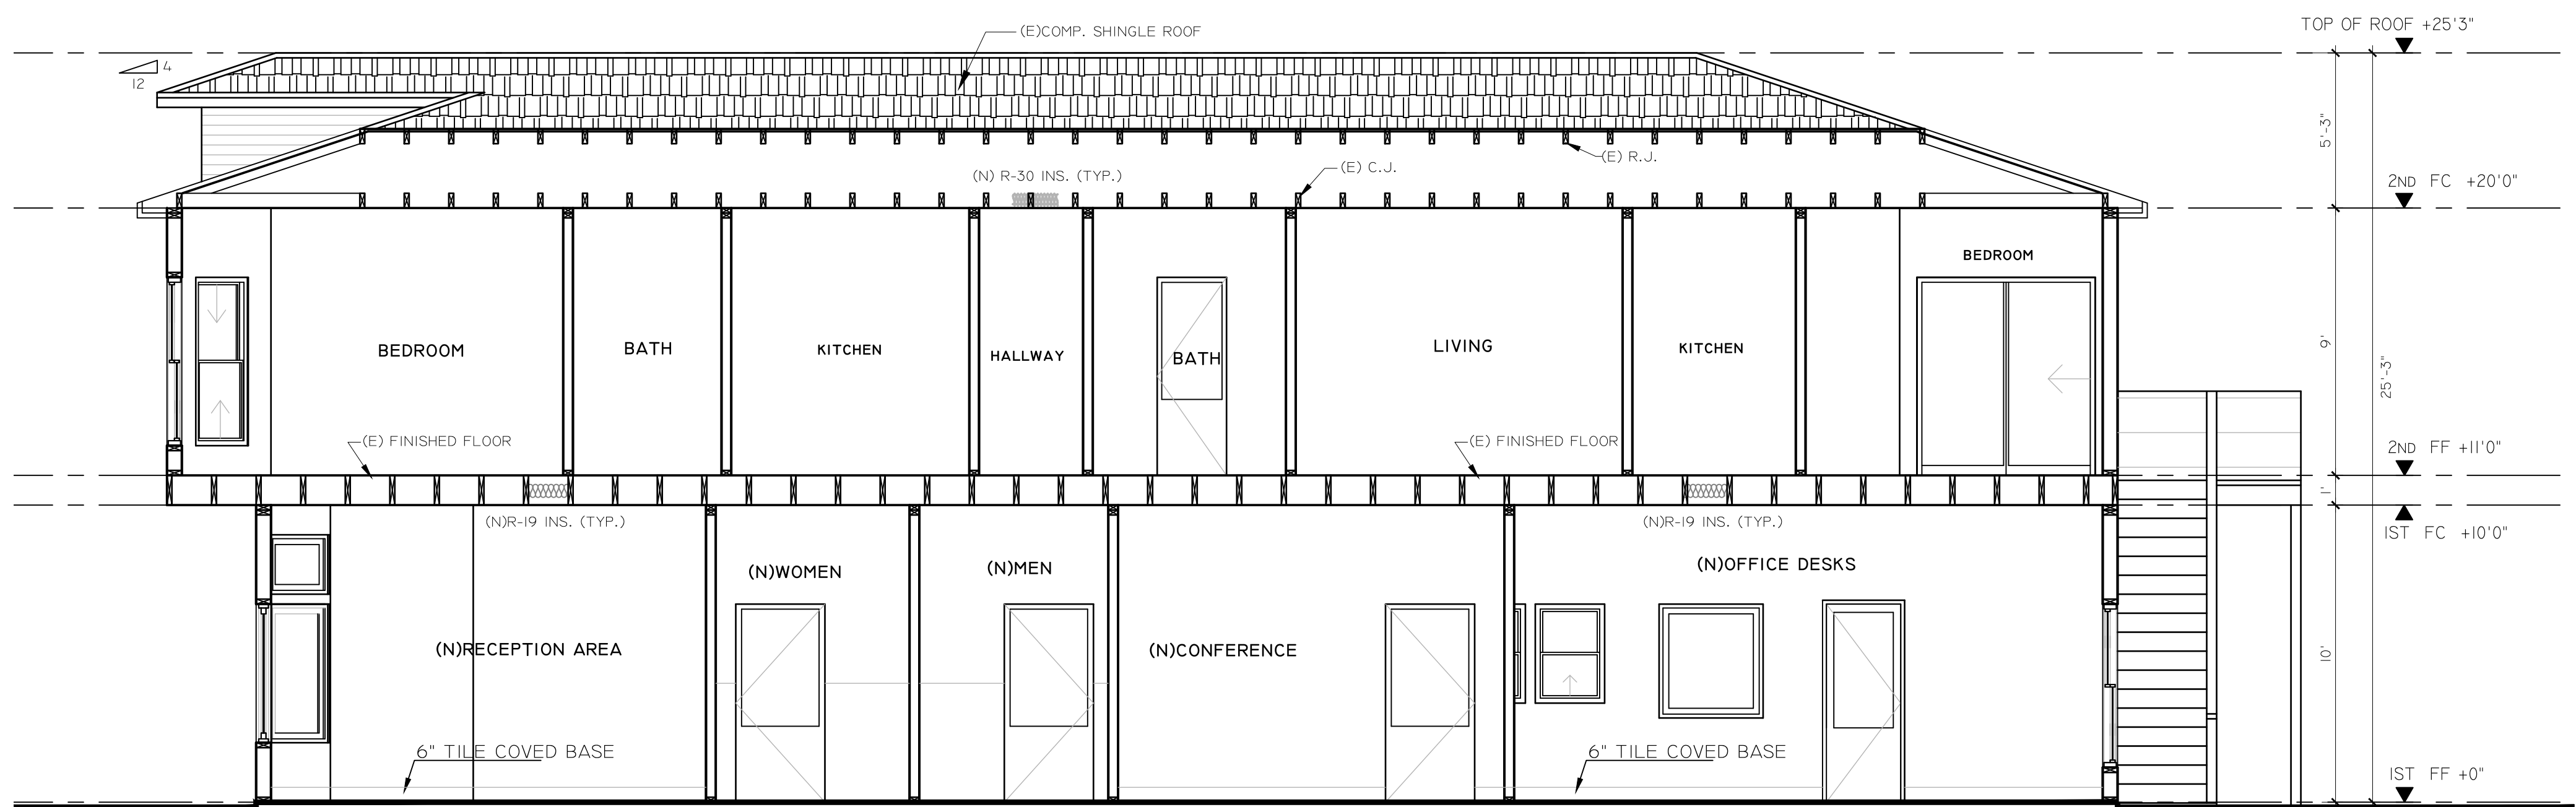 TOP OF ROOF +25'3"
(E)COMP. SHINGLE ROOF
4
12
5'-3"
(E) R.J.
(E) C.J.
(N) R-30 INS. (TYP.)
2ND FC +20'0"
BEDROOM
BEDROOM
BATH
KITCHEN
HALLWAY
BATH
LIVING
KITCHEN
9'
25'-3"
(E) FINISHED FLOOR
(E) FINISHED FLOOR
2ND FF +11'0"
1'
(N)R-19 INS. (TYP.)
(N)R-19 INS. (TYP.)
1ST FC +10'0"
(N)WOMEN
(N)MEN
(N)OFFICE DESKS
(N)RECEPTION AREA
(N)CONFERENCE
10'
6" TILE COVED BASE
6" TILE COVED BASE
1ST FF +0"